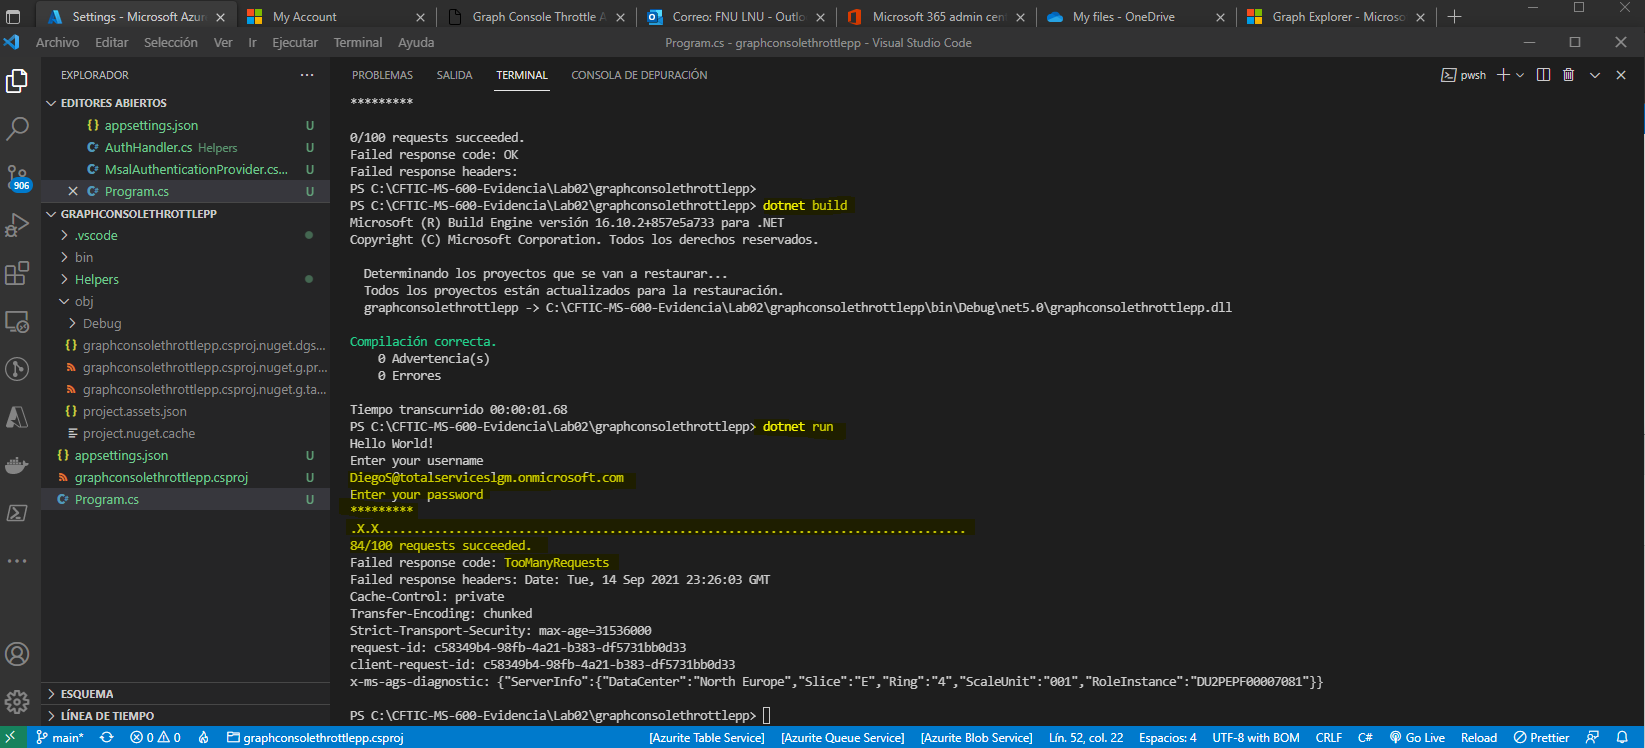 Settings - Microsoft Azur
My Account
Graph Console Throttle A
Correo: FNU LNU - Outlo
Microsoft 365 admin cen
My files - OneDrive
Graph Explorer - Microso
Archivo Editar Selección Ver Ir Ejecutar Terminal Ayuda
Program.cs - graphconsolethrottlepp - Visual Studio Code
EXPLORADOR
EDITORES ABIERTOS
{} appsettings.json U
C# AuthHandler.cs Helpers U
C# MsalAuthenticationProvider.cs... U
C# Program.cs U
GRAPHCONSOLETHROTTLEPP
.vscode
bin
Helpers
obj
Debug
{} graphconsolethrottlepp.csproj.nuget.dgs...
graphconsolethrottlepp.csproj.nuget.g.pr...
graphconsolethrottlepp.csproj.nuget.g.ta...
{} project.assets.json
project.nuget.cache
{} appsettings.json U
graphconsolethrottlepp.csproj U
C# Program.cs U
906
ESQUEMA
LÍNEA DE TIEMPO
PROBLEMAS SALIDA TERMINAL CONSOLA DE DEPURACIÓN
pwsh
*********
0/100 requests succeeded.
Failed response code: OK
Failed response headers:
PS C:\CFTIC-MS-600-Evidencia\Lab02\graphconsolethrottlepp>
PS C:\CFTIC-MS-600-Evidencia\Lab02\graphconsolethrottlepp> dotnet build
Microsoft (R) Build Engine versión 16.10.2+857e5a733 para .NET
Copyright (C) Microsoft Corporation. Todos los derechos reservados.
Determinando los proyectos que se van a restaurar...
Todos los proyectos están actualizados para la restauración.
graphconsolethrottlepp -> C:\CFTIC-MS-600-Evidencia\Lab02\graphconsolethrottlepp\bin\Debug\net5.0\graphconsolethrottlepp.dll
Compilación correcta.
0 Advertencia(s)
0 Errores
Tiempo transcurrido 00:00:01.68
PS C:\CFTIC-MS-600-Evidencia\Lab02\graphconsolethrottlepp> dotnet run
Hello World!
Enter your username
DiegoS@totalserviceslgm.onmicrosoft.com
Enter your password
*********
.X.X....................................................................................
84/100 requests succeeded.
Failed response code: TooManyRequests
Failed response headers: Date: Tue, 14 Sep 2021 23:26:03 GMT
Cache-Control: private
Transfer-Encoding: chunked
Strict-Transport-Security: max-age=31536000
request-id: c58349b4-98fb-4a21-b383-df5731bb0d33
client-request-id: c58349b4-98fb-4a21-b383-df5731bb0d33
x-ms-ags-diagnostic: {"ServerInfo":{"DataCenter":"North Europe","Slice":"E","Ring":"4","ScaleUnit":"001","RoleInstance":"DU2PEPF00007081"}}
PS C:\CFTIC-MS-600-Evidencia\Lab02\graphconsolethrottlepp>
main* 0 0 graphconsolethrottlepp.csproj [Azurite Table Service] [Azurite Queue Service] [Azurite Blob Service] Lín. 52, col. 22 Espacios: 4 UTF-8 with BOM CRLF C# Go Live Reload Prettier